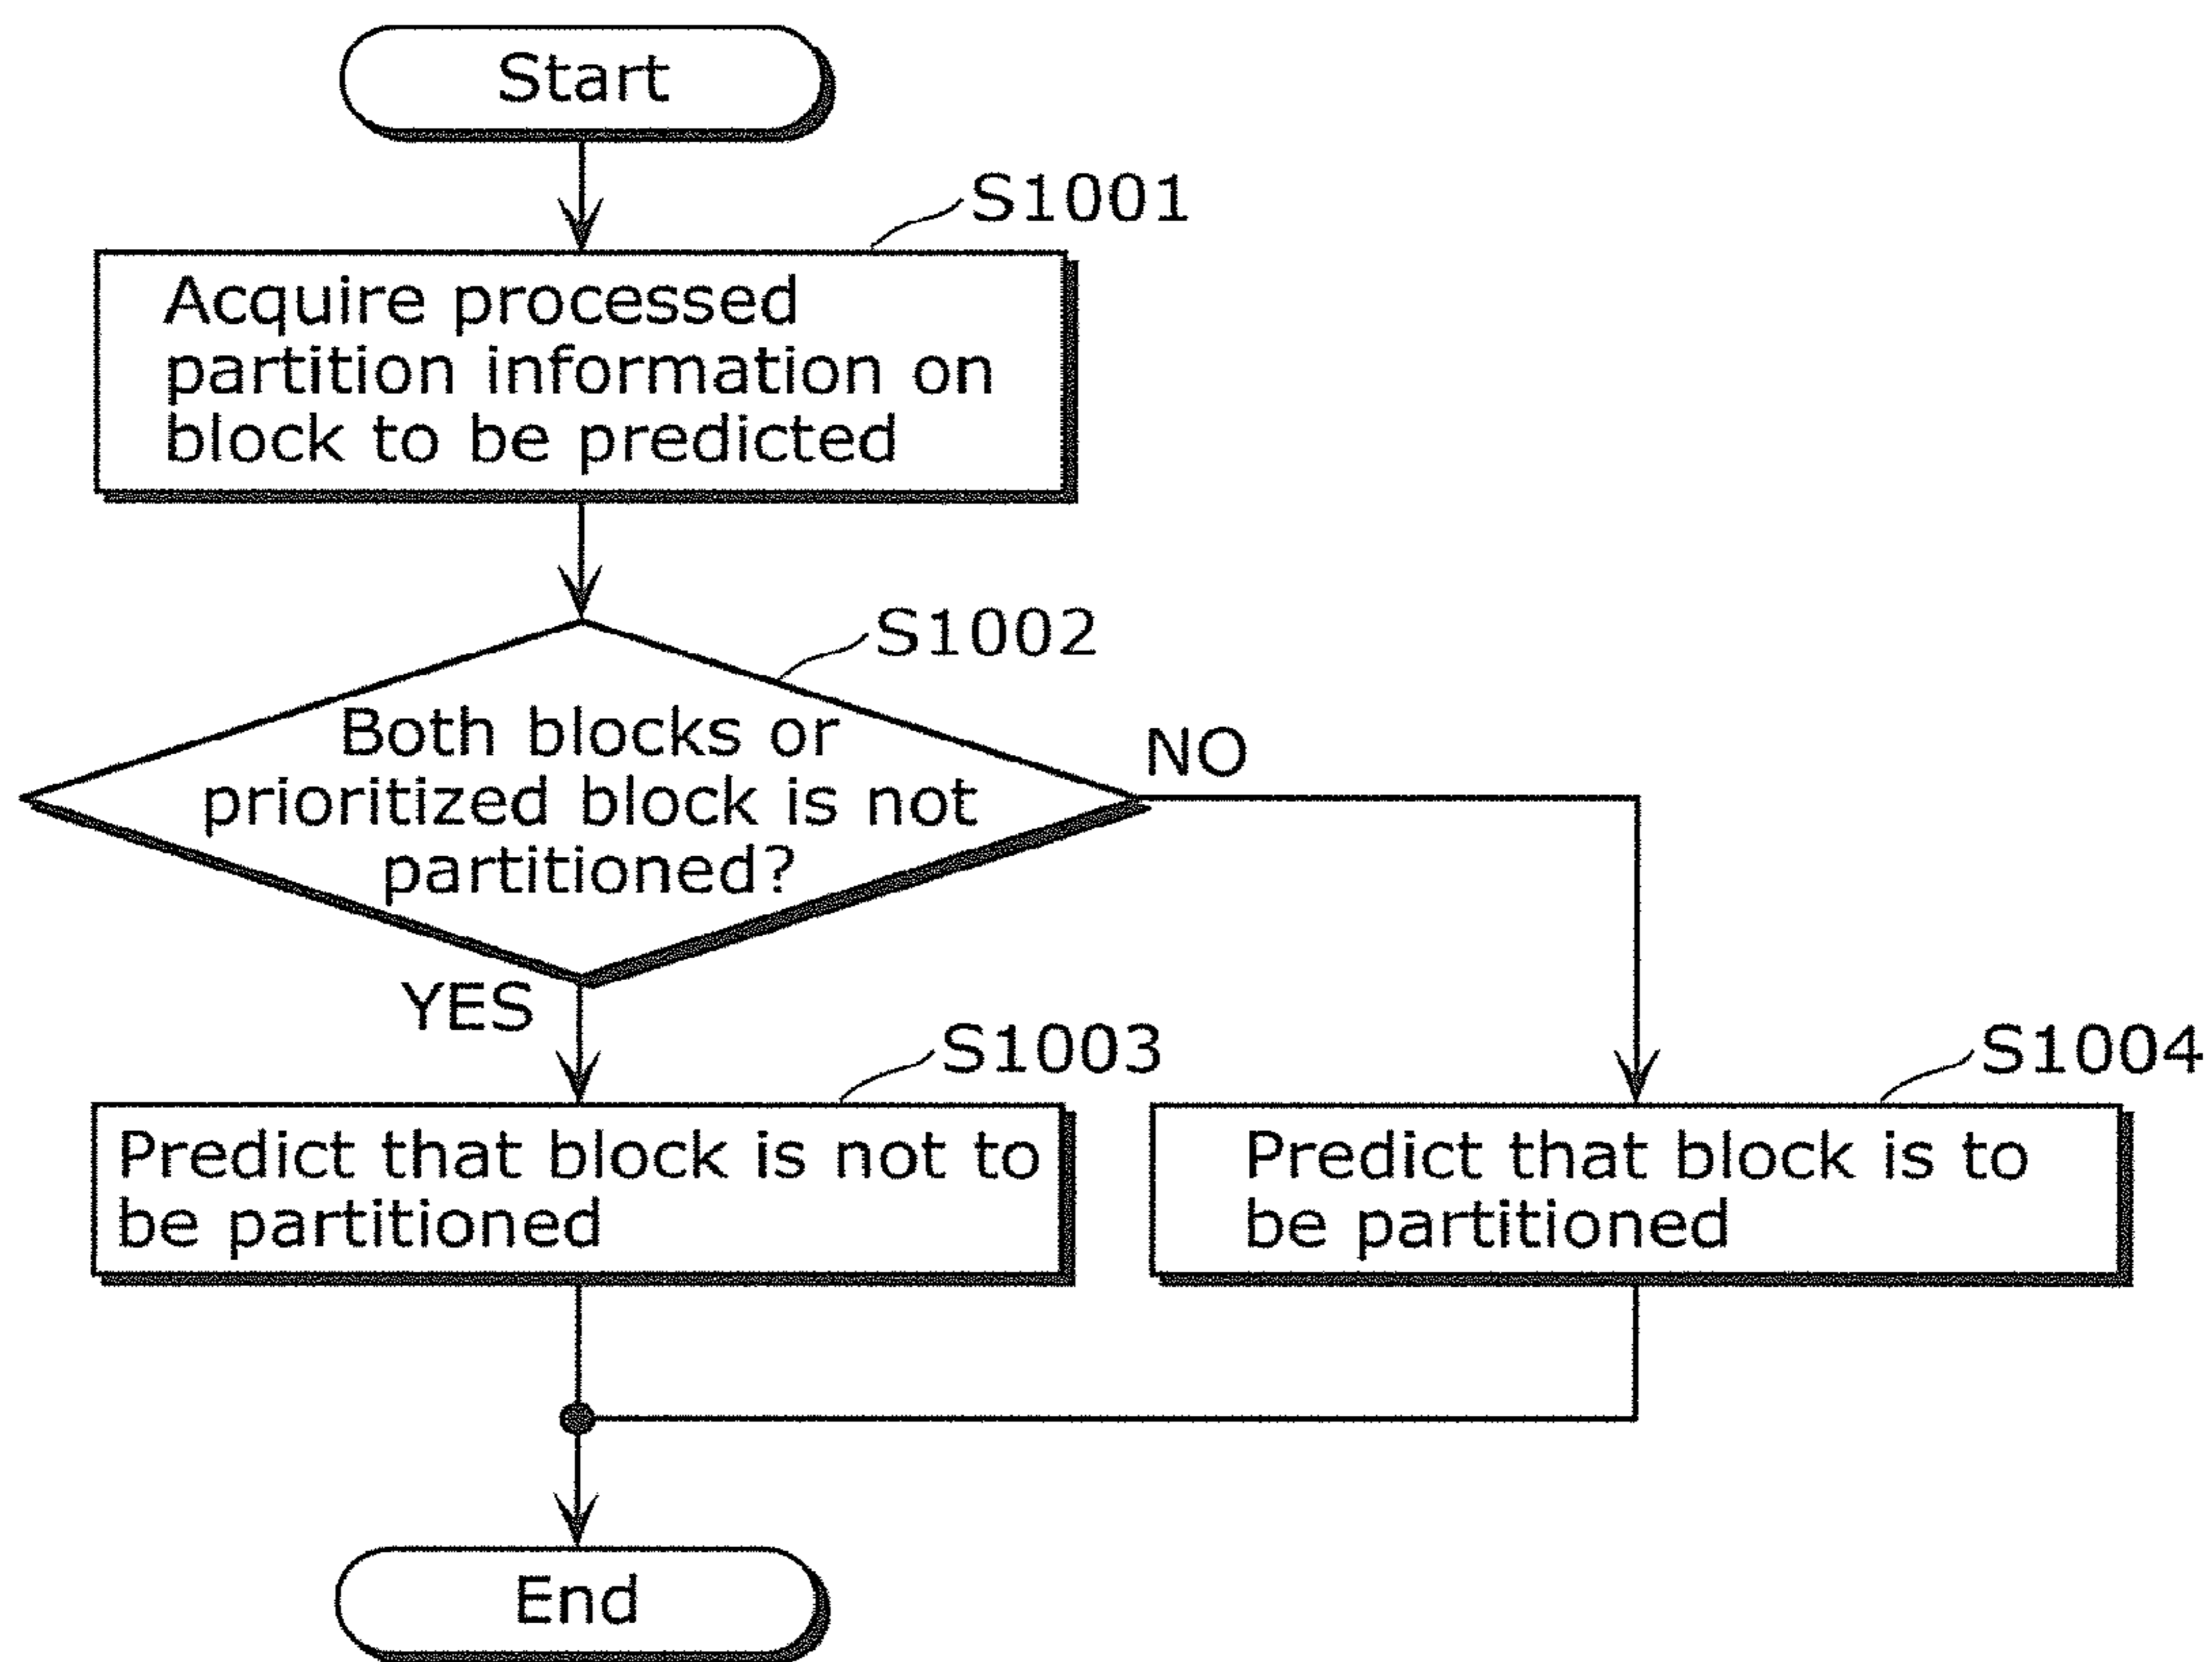 Start
S1001
Acquire processed
partition information on
block to be predicted
S1002
Both blocks or
prioritized block is not
partitioned?
NO
YES
S1003
Predict that block is not to
be partitioned
S1004
Predict that block is to
be partitioned
End